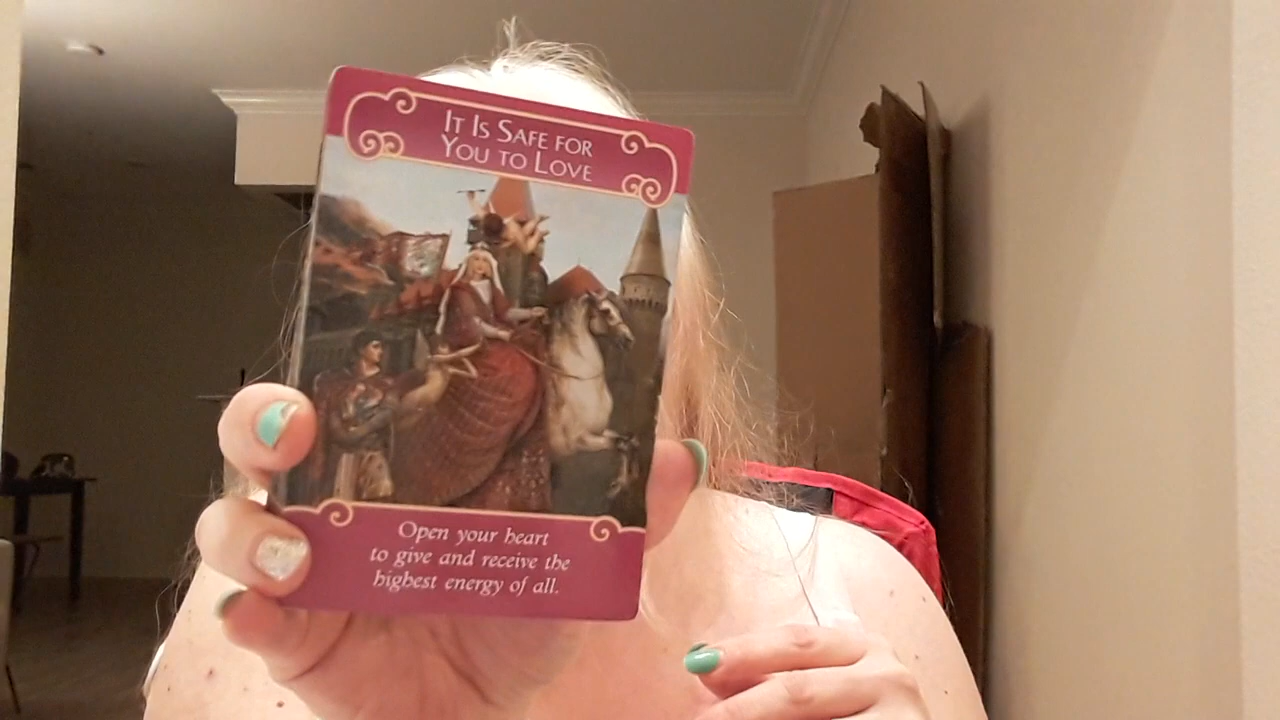 It Is Safe for
You to Love
Open your heart
to give and receive the
highest energy of all.